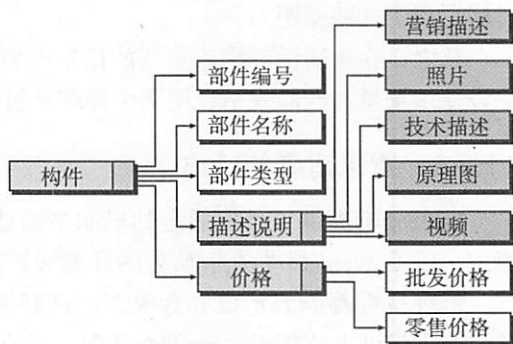 构件
部件编号
部件名称
部件类型
描述说明
价格
营销描述
照片
技术描述
原理图
视频
批发价格
零售价格